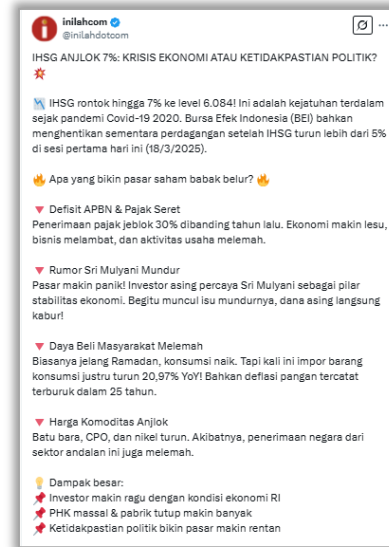 inilahcom
@inilahdotcom
IHSG ANJLOK 7%: KRISIS EKONOMI ATAU KETIDAKPASTIAN POLITIK?
💥
📉 IHSG rontok hingga 7% ke level 6.084! Ini adalah kejatuhan terdalam
sejak pandemi Covid-19 2020. Bursa Efek Indonesia (BEI) bahkan
menghentikan sementara perdagangan setelah IHSG turun lebih dari 5%
di sesi pertama hari ini (18/3/2025).
🔥 Apa yang bikin pasar saham babak belur? 🔥
🔻 Defisit APBN & Pajak Seret
Penerimaan pajak jeblok 30% dibanding tahun lalu. Ekonomi makin lesu,
bisnis melambat, dan aktivitas usaha melemah.
🔻 Rumor Sri Mulyani Mundur
Pasar makin panik! Investor asing percaya Sri Mulyani sebagai pilar
stabilitas ekonomi. Begitu muncul isu mundurnya, dana asing langsung
kabur!
🔻 Daya Beli Masyarakat Melemah
Biasanya jelang Ramadan, konsumsi naik. Tapi kali ini impor barang
konsumsi justru turun 20,97% YoY! Bahkan deflasi pangan tercatat
terburuk dalam 25 tahun.
🔻 Harga Komoditas Anjlok
Batu bara, CPO, dan nikel turun. Akibatnya, penerimaan negara dari
sektor andalan ini juga melemah.
💡 Dampak besar:
📌 Investor makin ragu dengan kondisi ekonomi RI
📌 PHK massal & pabrik tutup makin banyak
📌 Ketidakpastian politik bikin pasar makin rentan